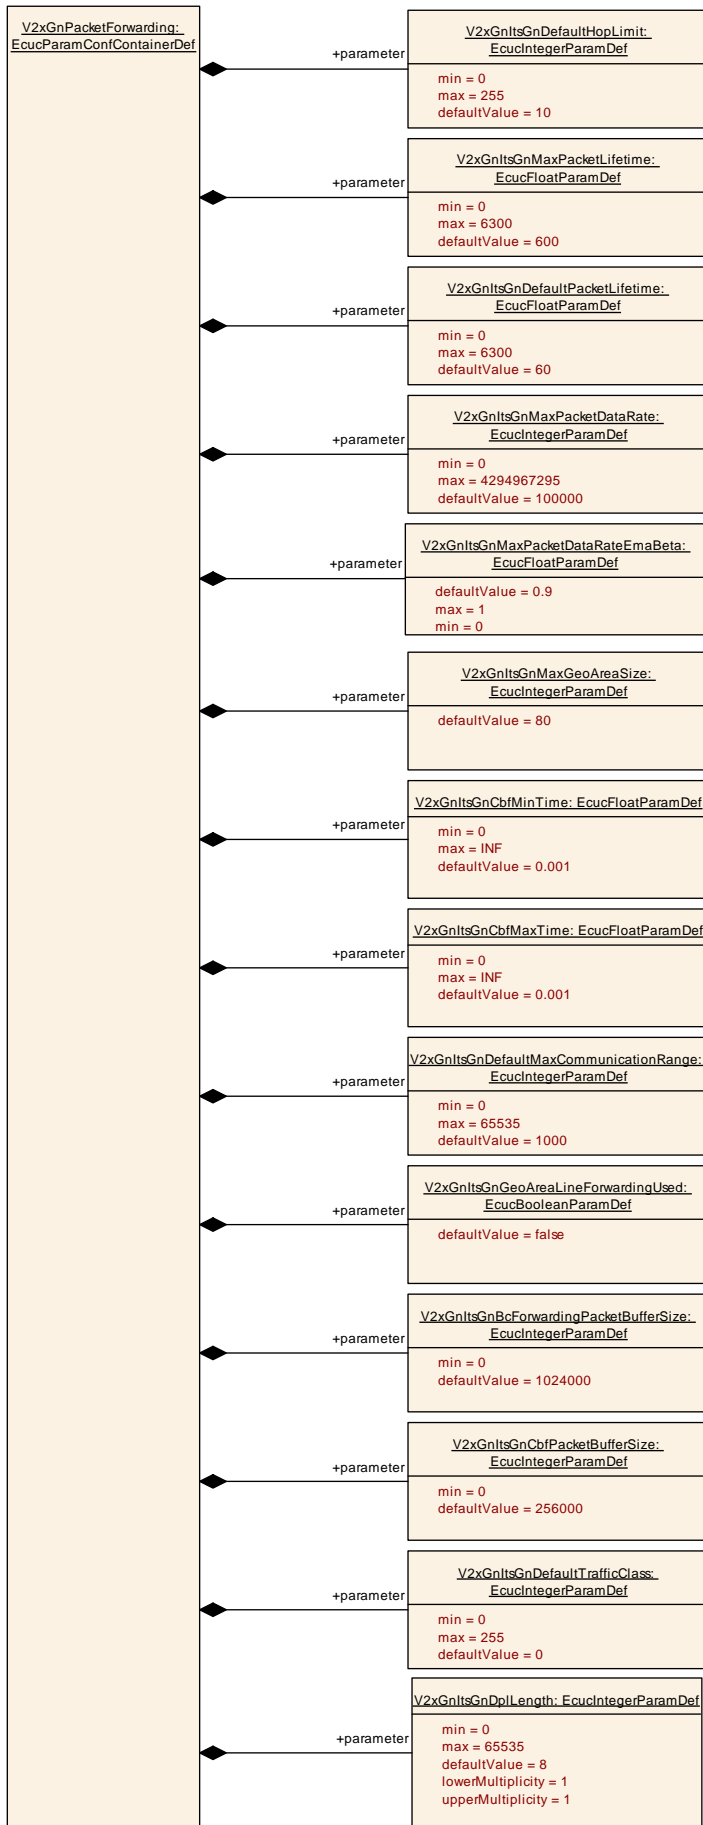 V2xGnPacketForwarding:
EcucParamConfContainerDef
+parameter
V2xGnItsGnDefaultHopLimit:
EcucIntegerParamDef
min = 0
max = 255
defaultValue = 10
+parameter
V2xGnItsGnMaxPacketLifetime:
EcucFloatParamDef
min = 0
max = 6300
defaultValue = 600
+parameter
V2xGnItsGnDefaultPacketLifetime:
EcucFloatParamDef
min = 0
max = 6300
defaultValue = 60
+parameter
V2xGnItsGnMaxPacketDataRate:
EcucIntegerParamDef
min = 0
max = 4294967295
defaultValue = 100000
+parameter
V2xGnItsGnMaxPacketDataRateEmaBeta:
EcucFloatParamDef
defaultValue = 0.9
max = 1
min = 0
+parameter
V2xGnItsGnMaxGeoAreaSize:
EcucIntegerParamDef
defaultValue = 80
+parameter
V2xGnItsGnCbfMinTime: EcucFloatParamDef
min = 0
max = INF
defaultValue = 0.001
+parameter
V2xGnItsGnCbfMaxTime: EcucFloatParamDef
min = 0
max = INF
defaultValue = 0.001
+parameter
V2xGnItsGnDefaultMaxCommunicationRange:
EcucIntegerParamDef
min = 0
max = 65535
defaultValue = 1000
+parameter
V2xGnItsGnGeoAreaLineForwardingUsed:
EcucBooleanParamDef
defaultValue = false
+parameter
V2xGnItsGnBcForwardingPacketBufferSize:
EcucIntegerParamDef
min = 0
defaultValue = 1024000
+parameter
V2xGnItsGnCbfPacketBufferSize:
EcucIntegerParamDef
min = 0
defaultValue = 256000
+parameter
V2xGnItsGnDefaultTrafficClass:
EcucIntegerParamDef
min = 0
max = 255
defaultValue = 0
+parameter
V2xGnItsGnDplLength: EcucIntegerParamDef
min = 0
max = 65535
defaultValue = 8
lowerMultiplicity = 1
upperMultiplicity = 1